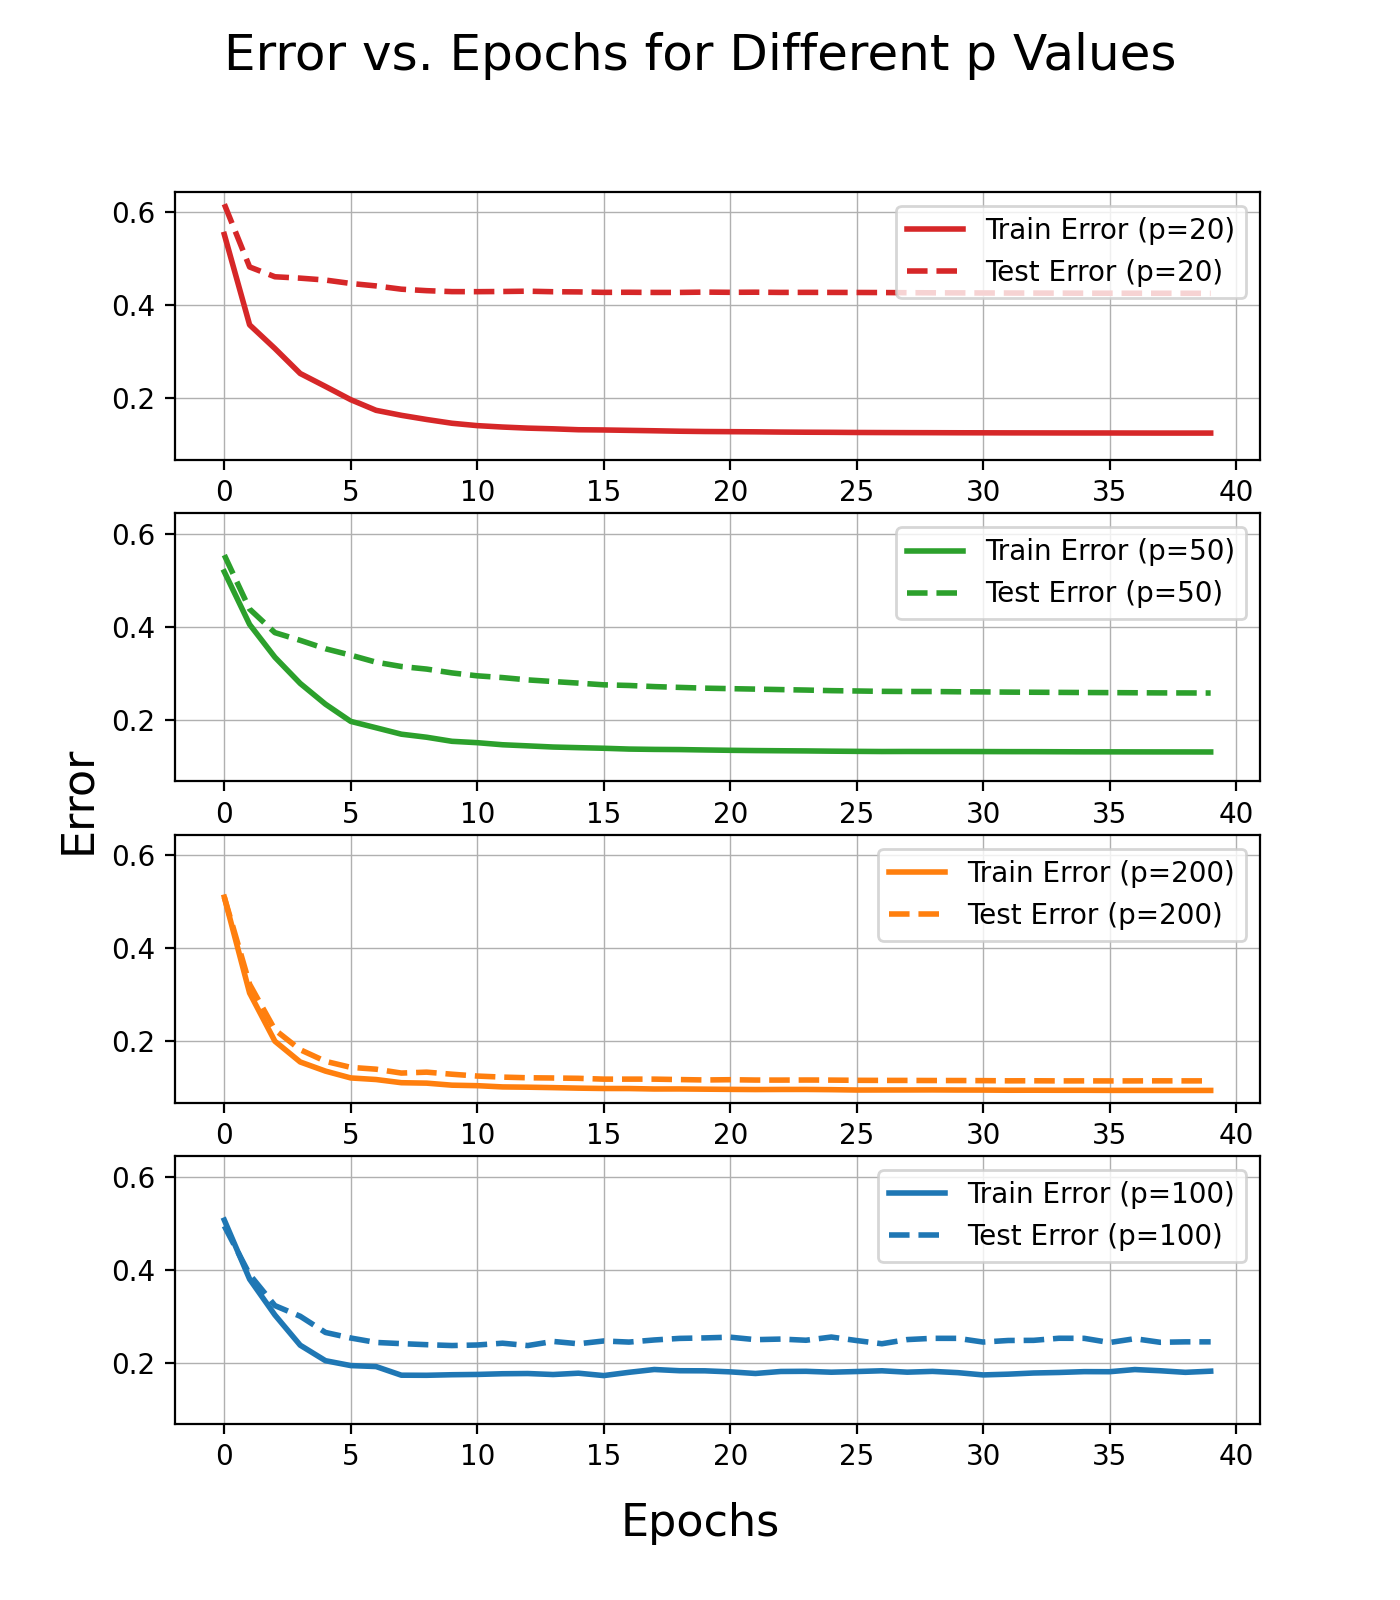 Error vs. Epochs for Different p Values
0.6
0.4
0.2
Train Error (p=20)
Test Error (p=20)
0 5 10 15 20 25 30 35 40
0.6
0.4
0.2
Train Error (p=50)
Test Error (p=50)
0 5 10 15 20 25 30 35 40
Error
0.6
0.4
0.2
Train Error (p=200)
Test Error (p=200)
0 5 10 15 20 25 30 35 40
0.6
0.4
0.2
Train Error (p=100)
Test Error (p=100)
0 5 10 15 20 25 30 35 40
Epochs